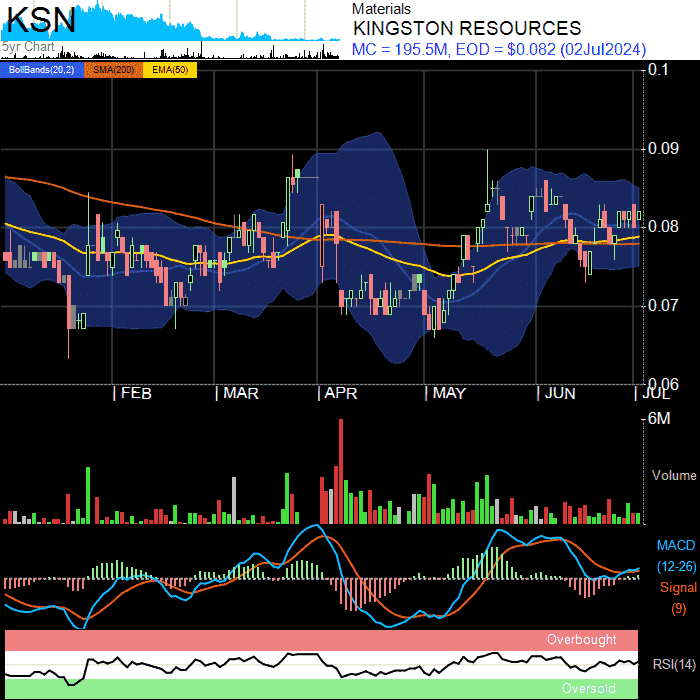 KSN
5yr Chart
Materials
KINGSTON RESOURCES
MC = 195.5M, EOD = $0.082 (02Jul2024)
BollBands(20,2) SMA(200) EMA(50)
0.1
0.09
0.08
0.07
0.06
FEB MAR APR MAY JUN JUL
6M
Volume
MACD
(12-26)
Signal
(9)
Overbought
RSI(14)
Oversold